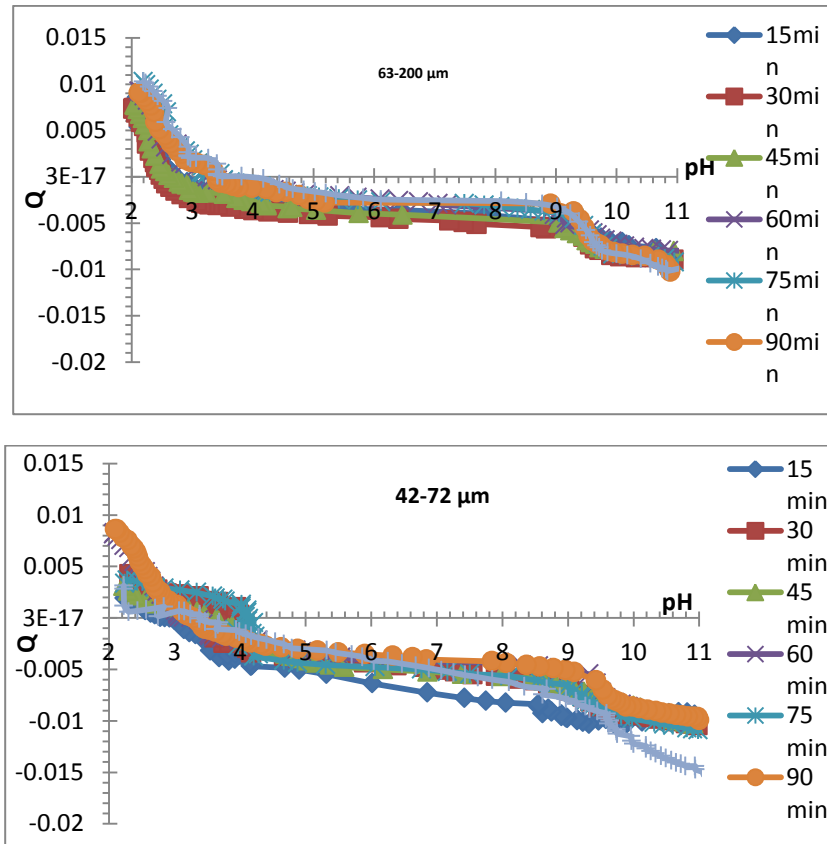 63-200 µm
0.015
0.01
0.005
3E-17
-0.005
-0.01
-0.015
-0.02
Q
2 3 4 5 6 7 8 9 10 11
pH
15mi
n
30mi
n
45mi
n
60mi
n
75mi
n
90mi
n
42-72 µm
0.015
0.01
0.005
3E-17
-0.005
-0.01
-0.015
-0.02
Q
2 3 4 5 6 7 8 9 10 11
pH
15
min
30
min
45
min
60
min
75
min
90
min